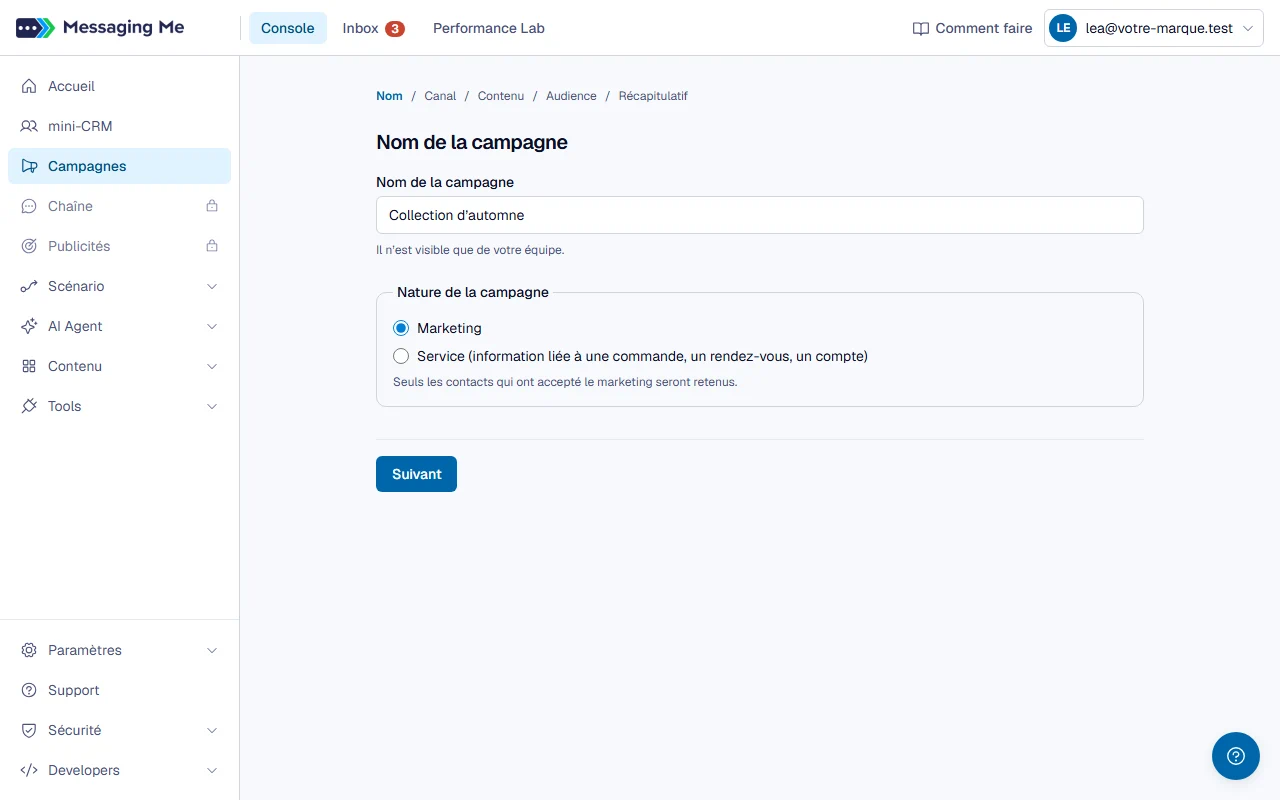 Messaging Me
Console
Inbox 3
Performance Lab
Comment faire
LE lea@votre-marque.test
Accueil
mini-CRM
Campagnes
Chaîne
Publicités
Scénario
AI Agent
Contenu
Tools
Paramètres
Support
Sécurité
Developers
Nom / Canal / Contenu / Audience / Récapitulatif
Nom de la campagne
Nom de la campagne
Collection d'automne
Il n'est visible que de votre équipe.
Nature de la campagne
Marketing
Service (information liée à une commande, un rendez-vous, un compte)
Seuls les contacts qui ont accepté le marketing seront retenus.
Suivant